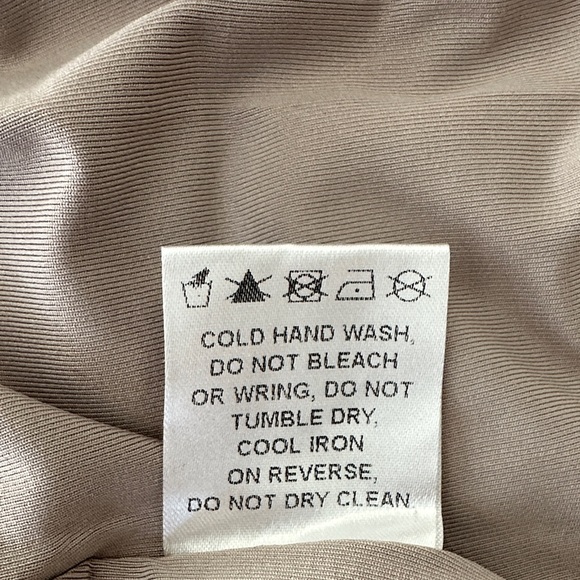 COLD HAND WASH,
DO NOT BLEACH
OR WRING, DO NOT
TUMBLE DRY,
COOL IRON
ON REVERSE,
DO NOT DRY CLEAN.